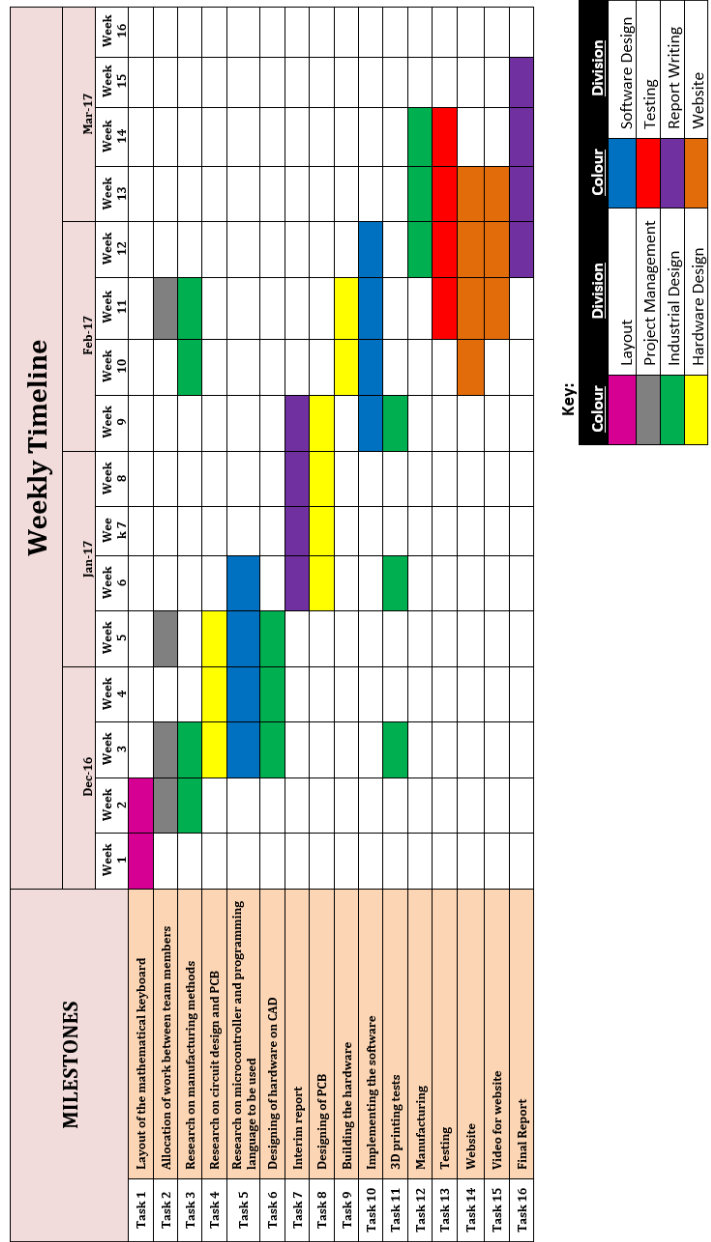 MILESTONES
Weekly Timeline
Dec-16
Jan-17
Feb-17
Mar-17
Week 1
Week 2
Week 3
Week 4
Week 5
Week 6
Wee k 7
Week 8
Week 9
Week 10
Week 11
Week 12
Week 13
Week 14
Week 15
Week 16
Task 1 Layout of the mathematical keyboard
Task 2 Allocation of work between team members
Task 3 Research on manufacturing methods
Task 4 Research on circuit design and PCB
Task 5 Research on microcontroller and programming
language to be used
Task 6 Designing of hardware on CAD
Task 7 Interim report
Task 8 Designing of PCB
Task 9 Building the hardware
Task 10 Implementing the software
Task 11 3D printing tests
Task 12 Manufacturing
Task 13 Testing
Task 14 Website
Task 15 Video for website
Task 16 Final Report
Key:
Colour Division Colour Division
Layout Software Design
Project Management Testing
Industrial Design Report Writing
Hardware Design Website